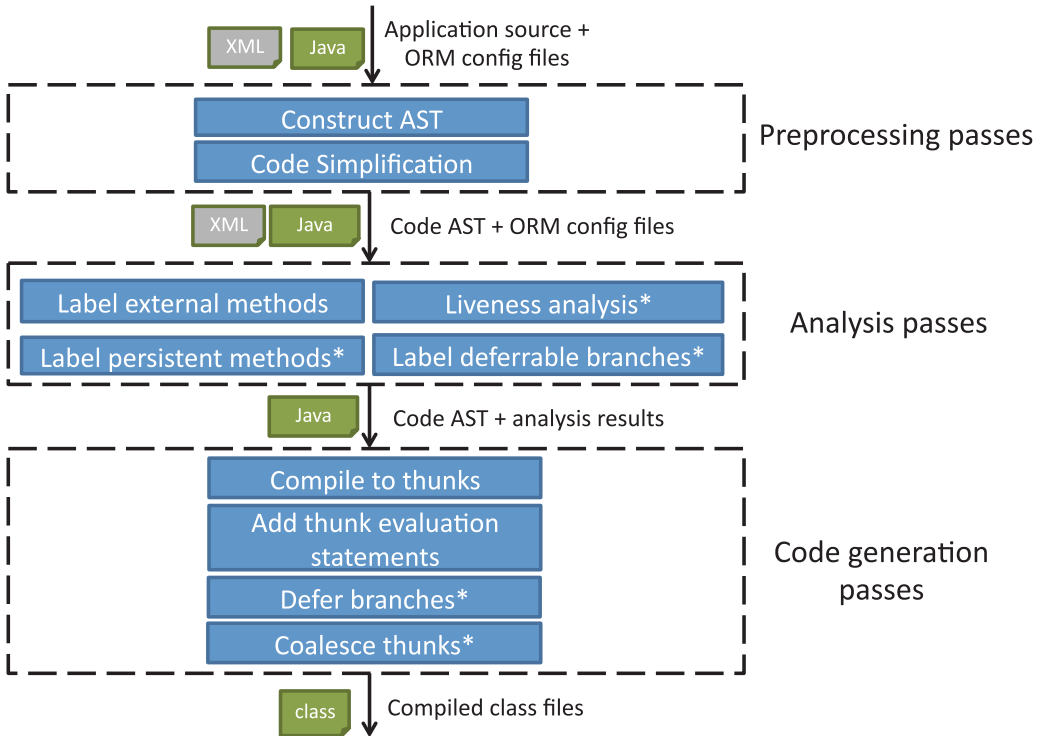 Application source +
ORM config files
XML
Java
Construct AST
Code Simplification
Preprocessing passes
XML
Java
Code AST + ORM config files
Label external methods
Liveness analysis*
Label persistent methods*
Label deferrable branches*
Analysis passes
Java
Code AST + analysis results
Compile to thunks
Add thunk evaluation
statements
Defer branches*
Coalesce thunks*
Code generation
passes
class
Compiled class files